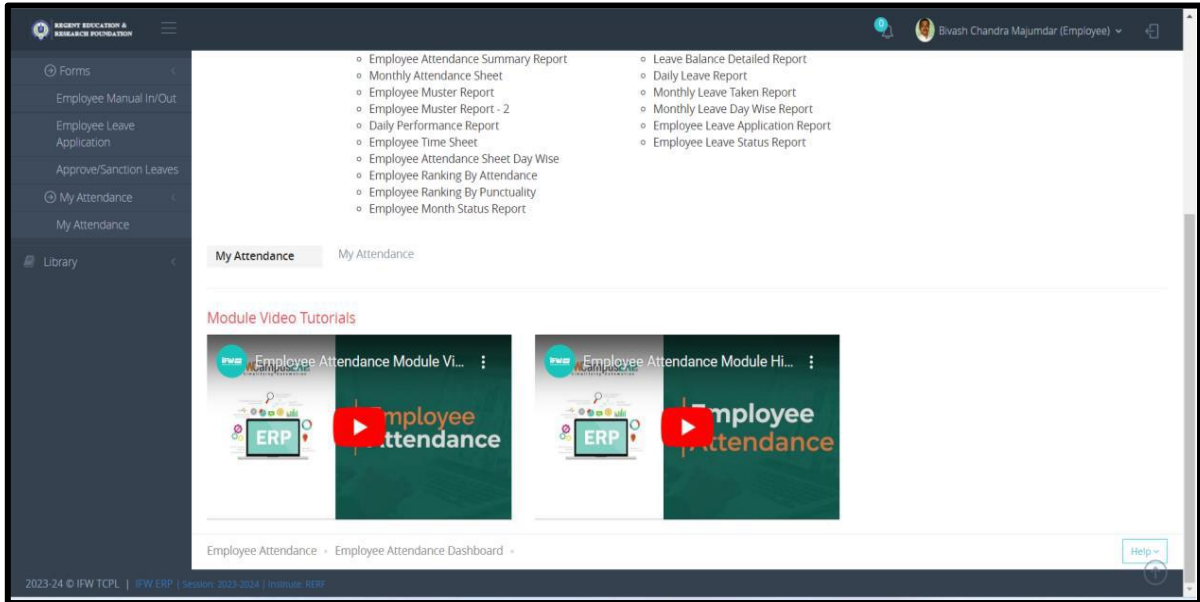 REGENT EDUCATION &
RESEARCH FOUNDATION
0
Bivash Chandra Majumdar (Employee)
Forms
Employee Manual In/Out
Employee Leave
Application
Approve/Sanction Leaves
My Attendance
My Attendance
Library
Employee Attendance Summary Report
Monthly Attendance Sheet
Employee Muster Report
Employee Muster Report - 2
Daily Performance Report
Employee Time Sheet
Employee Attendance Sheet Day Wise
Employee Ranking By Attendance
Employee Ranking By Punctuality
Employee Month Status Report
Leave Balance Detailed Report
Daily Leave Report
Monthly Leave Taken Report
Monthly Leave Day Wise Report
Employee Leave Application Report
Employee Leave Status Report
My Attendance My Attendance
Module Video Tutorials
Employee Attendance Module Vi...
ERP
Employee
Attendance
Employee Attendance Module Hi...
ERP
Employee
Attendance
Employee Attendance Employee Attendance Dashboard
Help
2023-24 © IFW TCPL | IFW ERP | Session: 2023-2024 | Institute: RERF